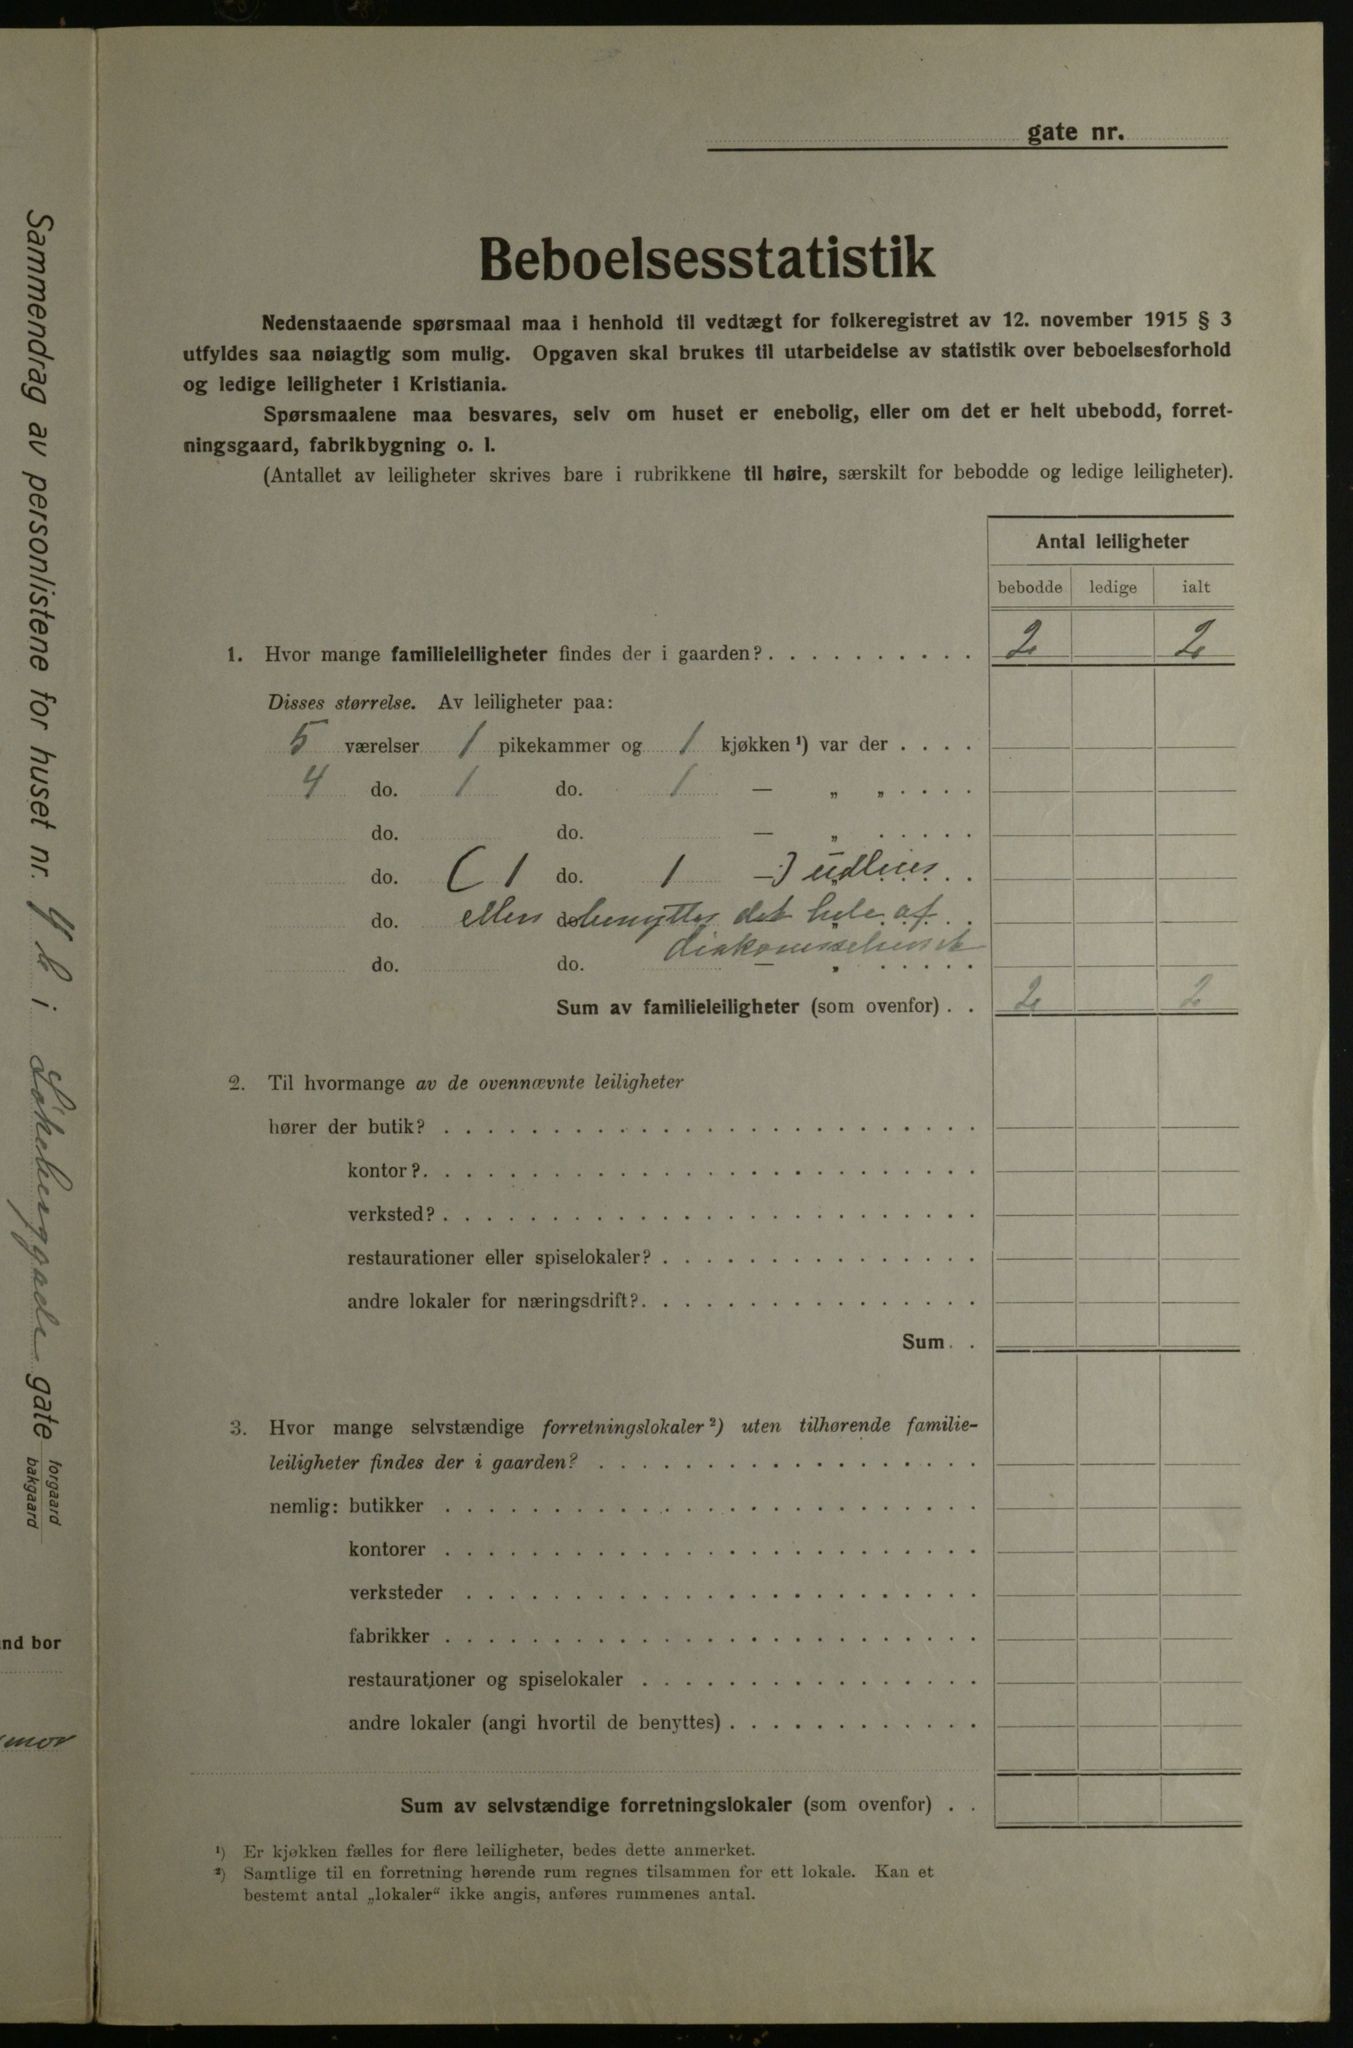 gate nr.
Beboelsesstatistik
Nedenstaaende spørsmaal maa i henhold til vedtægt for folkeregistret av 12. november 1915 § 3
utfyldes saa nøiagtig som mulig. Opgaven skal brukes til utarbeidelse av statistik over beboelsesforhold
og ledige leiligheter i Kristiania.
Spørsmaalene maa besvares, selv om huset er enebolig, eller om det er helt ubebodd, forret-
ningsgaard, fabrikbygning o. l.
(Antallet av leiligheter skrives bare i rubrikkene til høire, særskilt for bebodde og ledige leiligheter).
Antal leiligheter
bebodde ledige ialt
1. Hvor mange familieleiligheter findes der i gaarden? . . . . . . . . . . 2 2
Disses størrelse. Av leiligheter paa:
5 værelser 1 pikekammer og 1 kjøkken ¹) var der . . . .
4 do. 1 do. 1 — „ „ . . . .
do. do. — „ . . . . .
do. ( 1 do. 1 —) udleies . .
do. ellers do. benyttes det hele af . .
do. do. diakonissehuset — „ . . . . .
Sum av familieleiligheter (som ovenfor) . . 2 2
2. Til hvormange av de ovennævnte leiligheter
hører der butik? . . . . . . . . . . . . . . . . . . . . . . . . .
kontor? . . . . . . . . . . . . . . . . . . . . . . . . . .
verksted? . . . . . . . . . . . . . . . . . . . . . . . . .
restaurationer eller spiselokaler? . . . . . . . . . . . . . . .
andre lokaler for næringsdrift? . . . . . . . . . . . . . . . .
Sum . .
3. Hvor mange selvstændige forretningslokaler ²) uten tilhørende familie-
leiligheter findes der i gaarden? . . . . . . . . . . . . . . . . . .
nemlig: butikker . . . . . . . . . . . . . . . . . . . . . . . . .
kontorer . . . . . . . . . . . . . . . . . . . . . . . . .
verksteder . . . . . . . . . . . . . . . . . . . . . . . .
fabrikker . . . . . . . . . . . . . . . . . . . . . . . . .
restaurationer og spiselokaler . . . . . . . . . . . . . . . .
andre lokaler (angi hvortil de benyttes) . . . . . . . . . . . .
Sum av selvstændige forretningslokaler (som ovenfor) . .
¹) Er kjøkken fælles for flere leiligheter, bedes dette anmerket.
²) Samtlige til en forretning hørende rum regnes tilsammen for ett lokale. Kan et
bestemt antal „lokaler“ ikke angis, anføres rummenes antal.
Sammendrag av personlistene for huset nr. i gate forgaard
bakgaard
nd bor